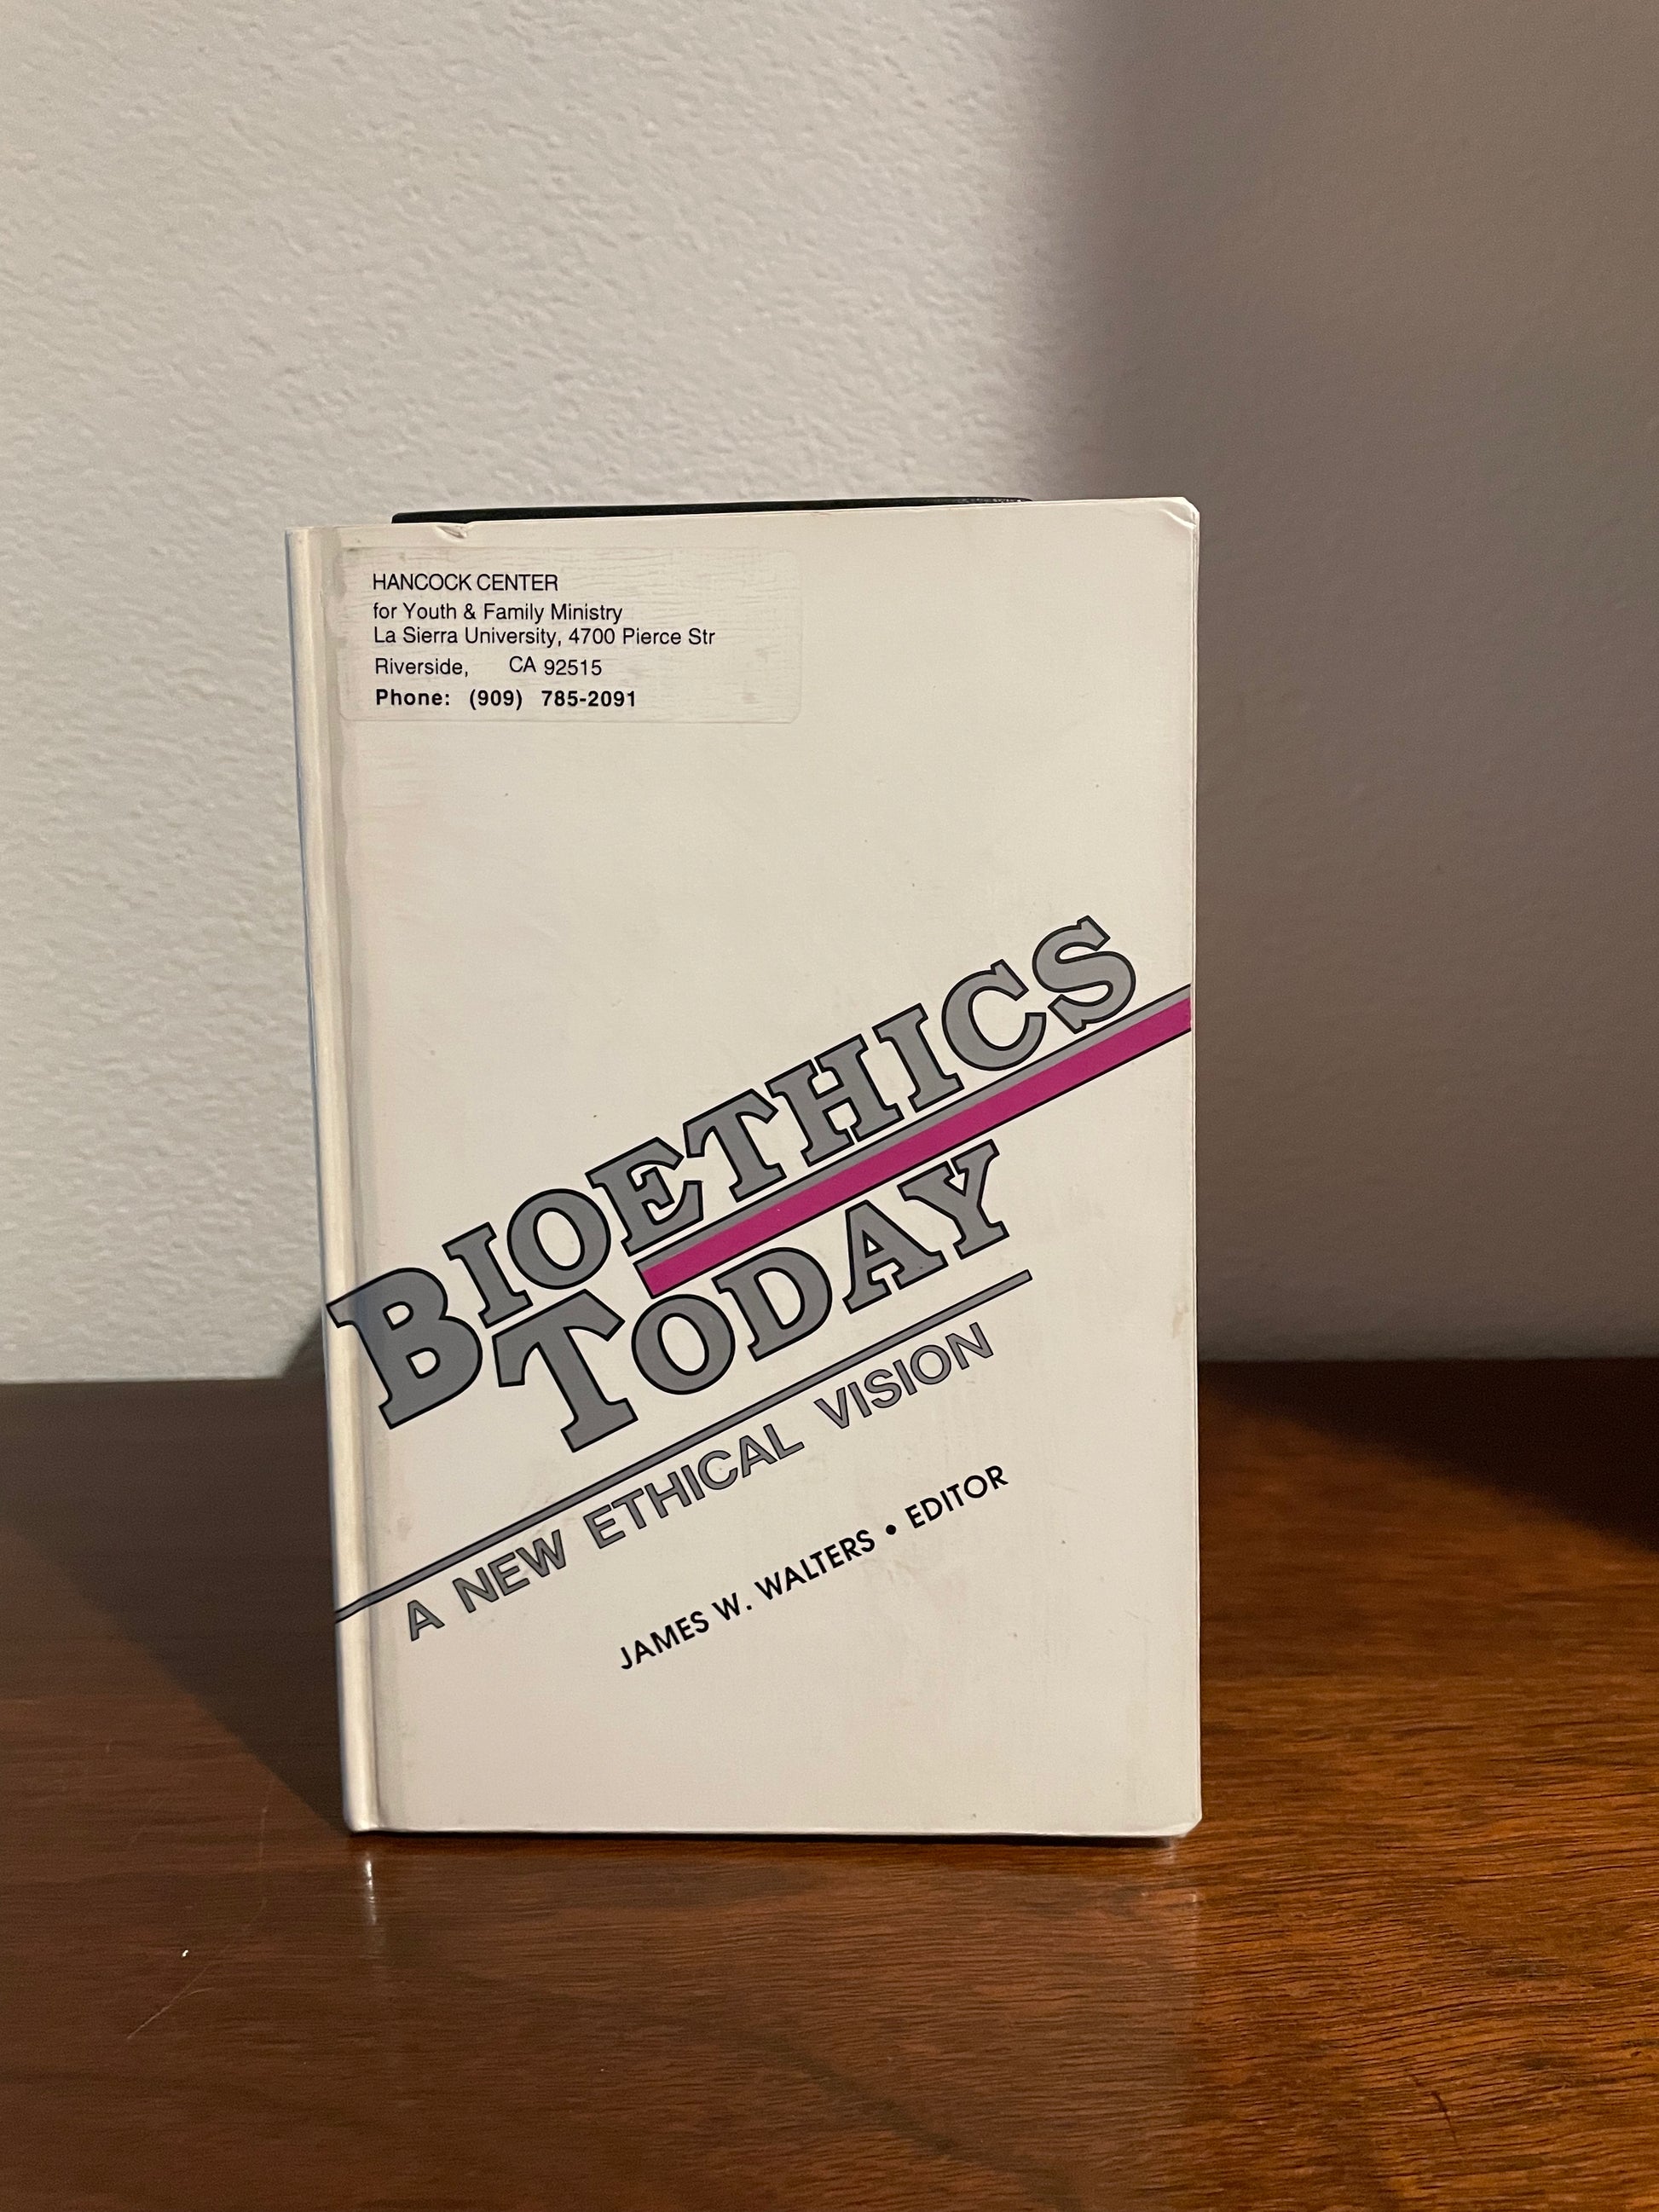 HANCOCK CENTER
for Youth & Family Ministry
La Sierra University, 4700 Pierce Str
Riverside, CA 92515
Phone: (909) 785-2091
BIOETHICS
TODAY
A NEW ETHICAL VISION
JAMES W. WALTERS • EDITOR